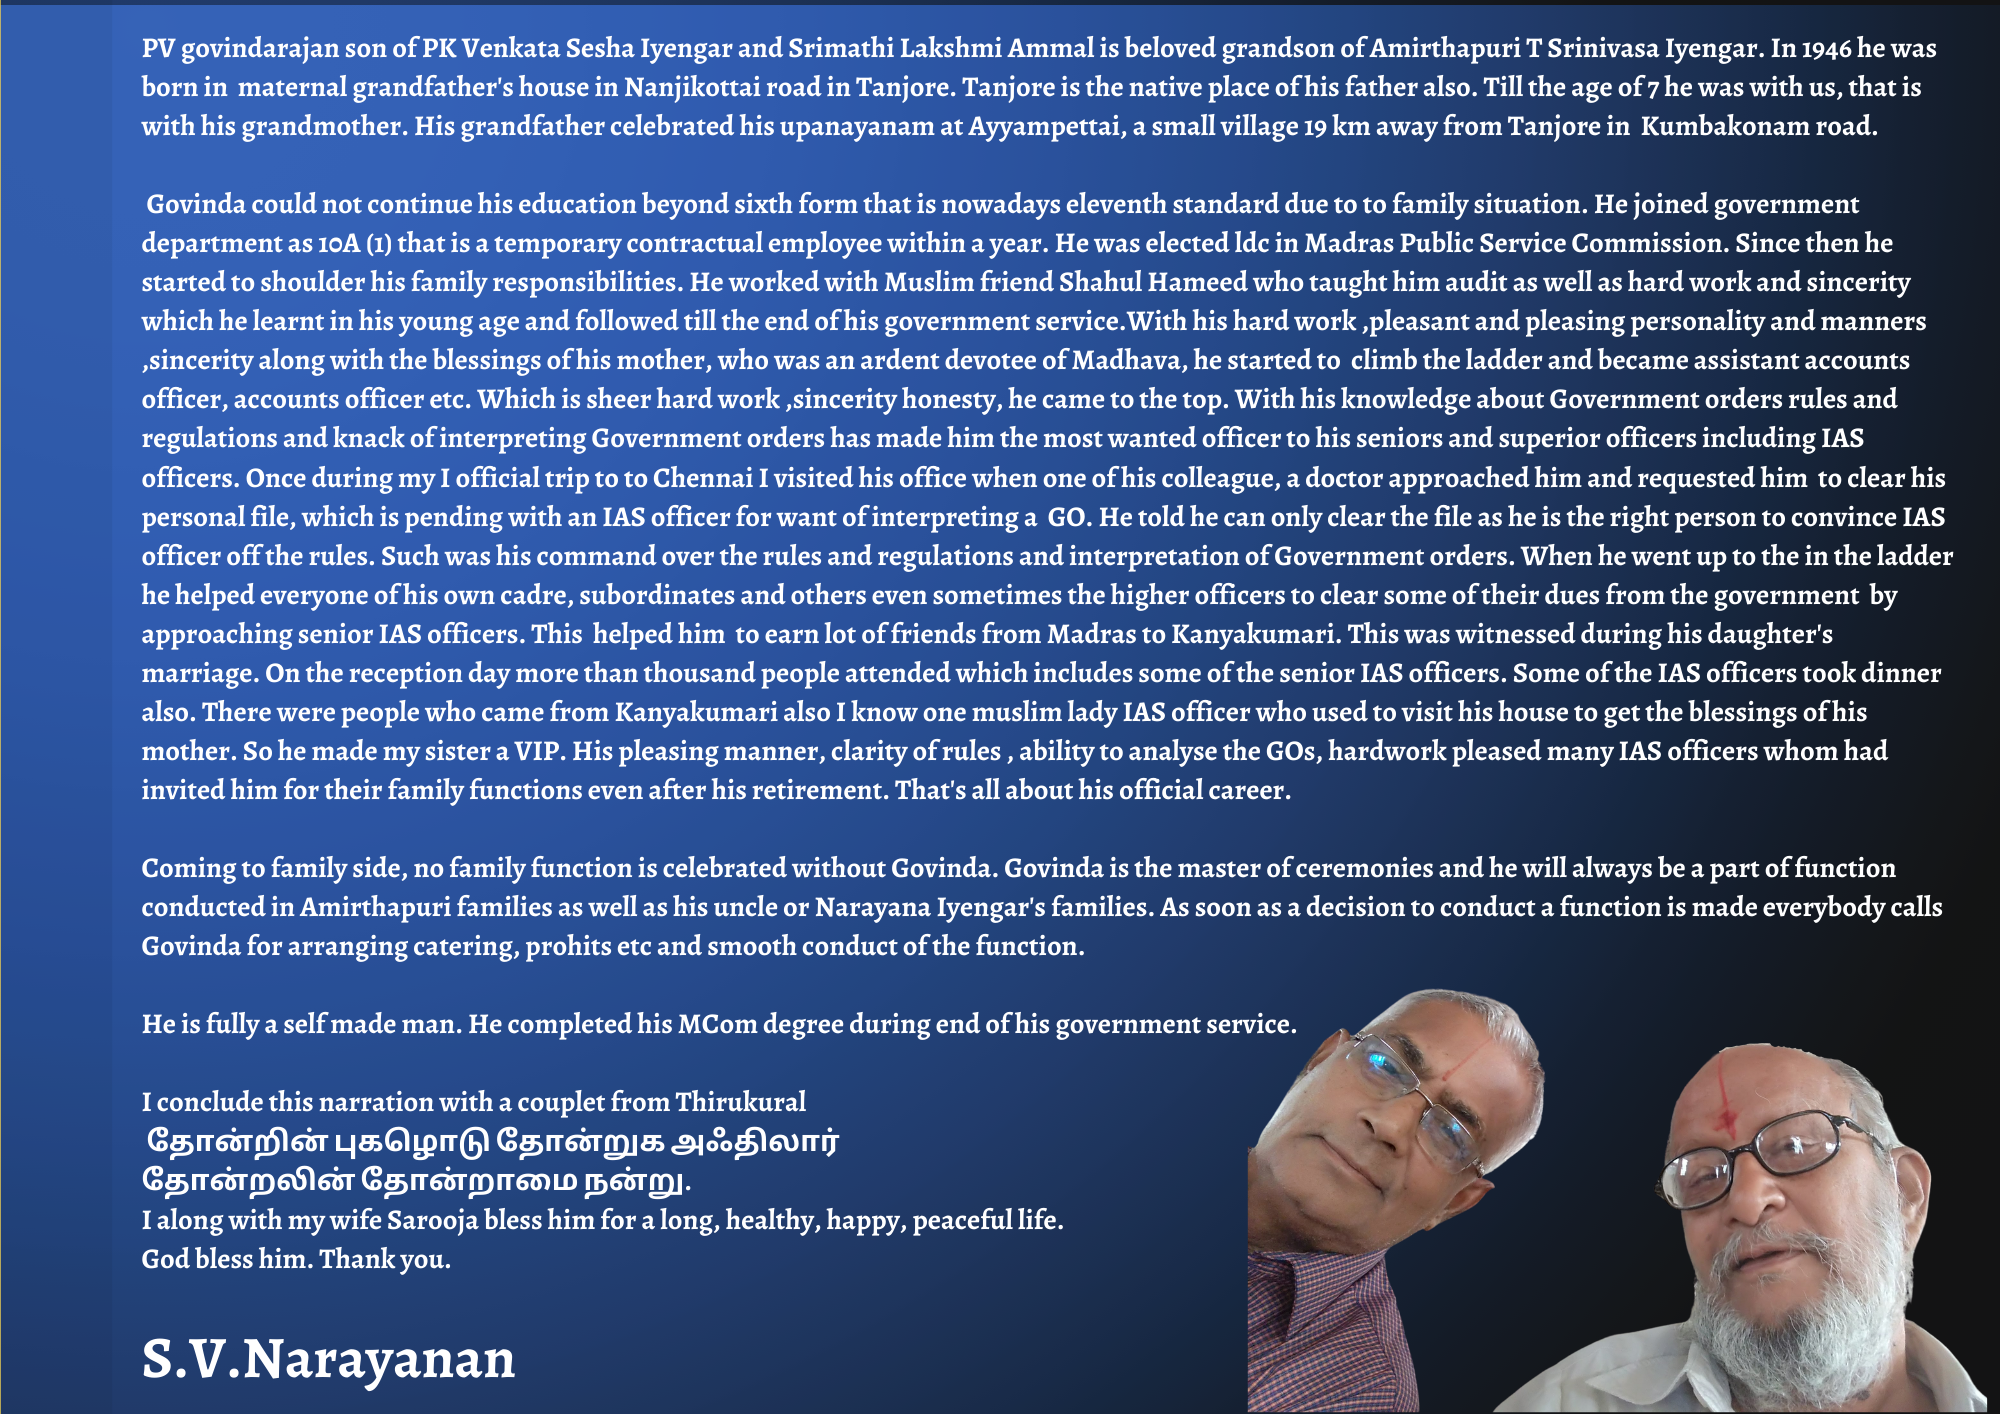 PV govindarajan son of PK Venkata Sesha Iyengar and Srimathi Lakshmi Ammal is beloved grandson of Amirthapuri T Srinivasa Iyengar. In 1946 he was
born in  maternal grandfather's house in Nanjikottai road in Tanjore. Tanjore is the native place of his father also. Till the age of 7 he was with us, that is
with his grandmother. His grandfather celebrated his upanayanam at Ayyampettai, a small village 19 km away from Tanjore in  Kumbakonam road.
Govinda could not continue his education beyond sixth form that is nowadays eleventh standard due to to family situation. He joined government
department as 10A (1) that is a temporary contractual employee within a year. He was elected ldc in Madras Public Service Commission. Since then he
started to shoulder his family responsibilities. He worked with Muslim friend Shahul Hameed who taught him audit as well as hard work and sincerity
which he learnt in his young age and followed till the end of his government service.With his hard work ,pleasant and pleasing personality and manners
,sincerity along with the blessings of his mother, who was an ardent devotee of Madhava, he started to  climb the ladder and became assistant accounts
officer, accounts officer etc. Which is sheer hard work ,sincerity honesty, he came to the top. With his knowledge about Government orders rules and
regulations and knack of interpreting Government orders has made him the most wanted officer to his seniors and superior officers including IAS
officers. Once during my I official trip to to Chennai I visited his office when one of his colleague, a doctor approached him and requested him  to clear his
personal file, which is pending with an IAS officer for want of interpreting a  GO. He told he can only clear the file as he is the right person to convince IAS
officer off the rules. Such was his command over the rules and regulations and interpretation of Government orders. When he went up to the in the ladder
he helped everyone of his own cadre, subordinates and others even sometimes the higher officers to clear some of their dues from the government  by
approaching senior IAS officers. This  helped him  to earn lot of friends from Madras to Kanyakumari. This was witnessed during his daughter's
marriage. On the reception day more than thousand people attended which includes some of the senior IAS officers. Some of the IAS officers took dinner
also. There were people who came from Kanyakumari also I know one muslim lady IAS officer who used to visit his house to get the blessings of his
mother. So he made my sister a VIP. His pleasing manner, clarity of rules , ability to analyse the GOs, hardwork pleased many IAS officers whom had
invited him for their family functions even after his retirement. That's all about his official career.
Coming to family side, no family function is celebrated without Govinda. Govinda is the master of ceremonies and he will always be a part of function
conducted in Amirthapuri families as well as his uncle or Narayana Iyengar's families. As soon as a decision to conduct a function is made everybody calls
Govinda for arranging catering, prohits etc and smooth conduct of the function.
He is fully a self made man. He completed his MCom degree during end of his government service.
I conclude this narration with a couplet from Thirukural
தோன்றின் புகழொடு தோன்றுக அஃதிலார்
தோன்றலின் தோன்றாமை நன்று.
I along with my wife Sarooja bless him for a long, healthy, happy, peaceful life.
God bless him. Thank you.
S.V.Narayanan